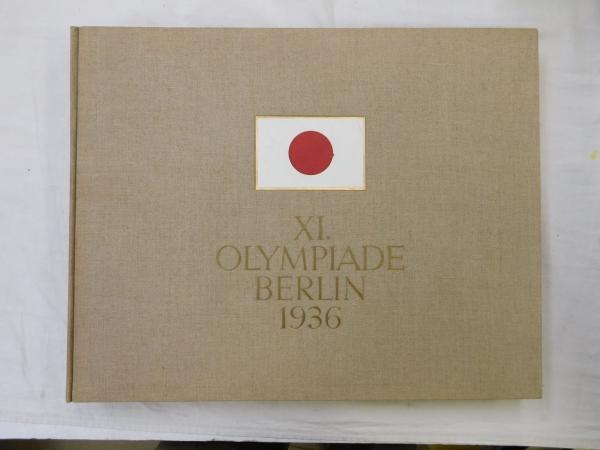 XI.
OLYMPIADE
BERLIN
1936